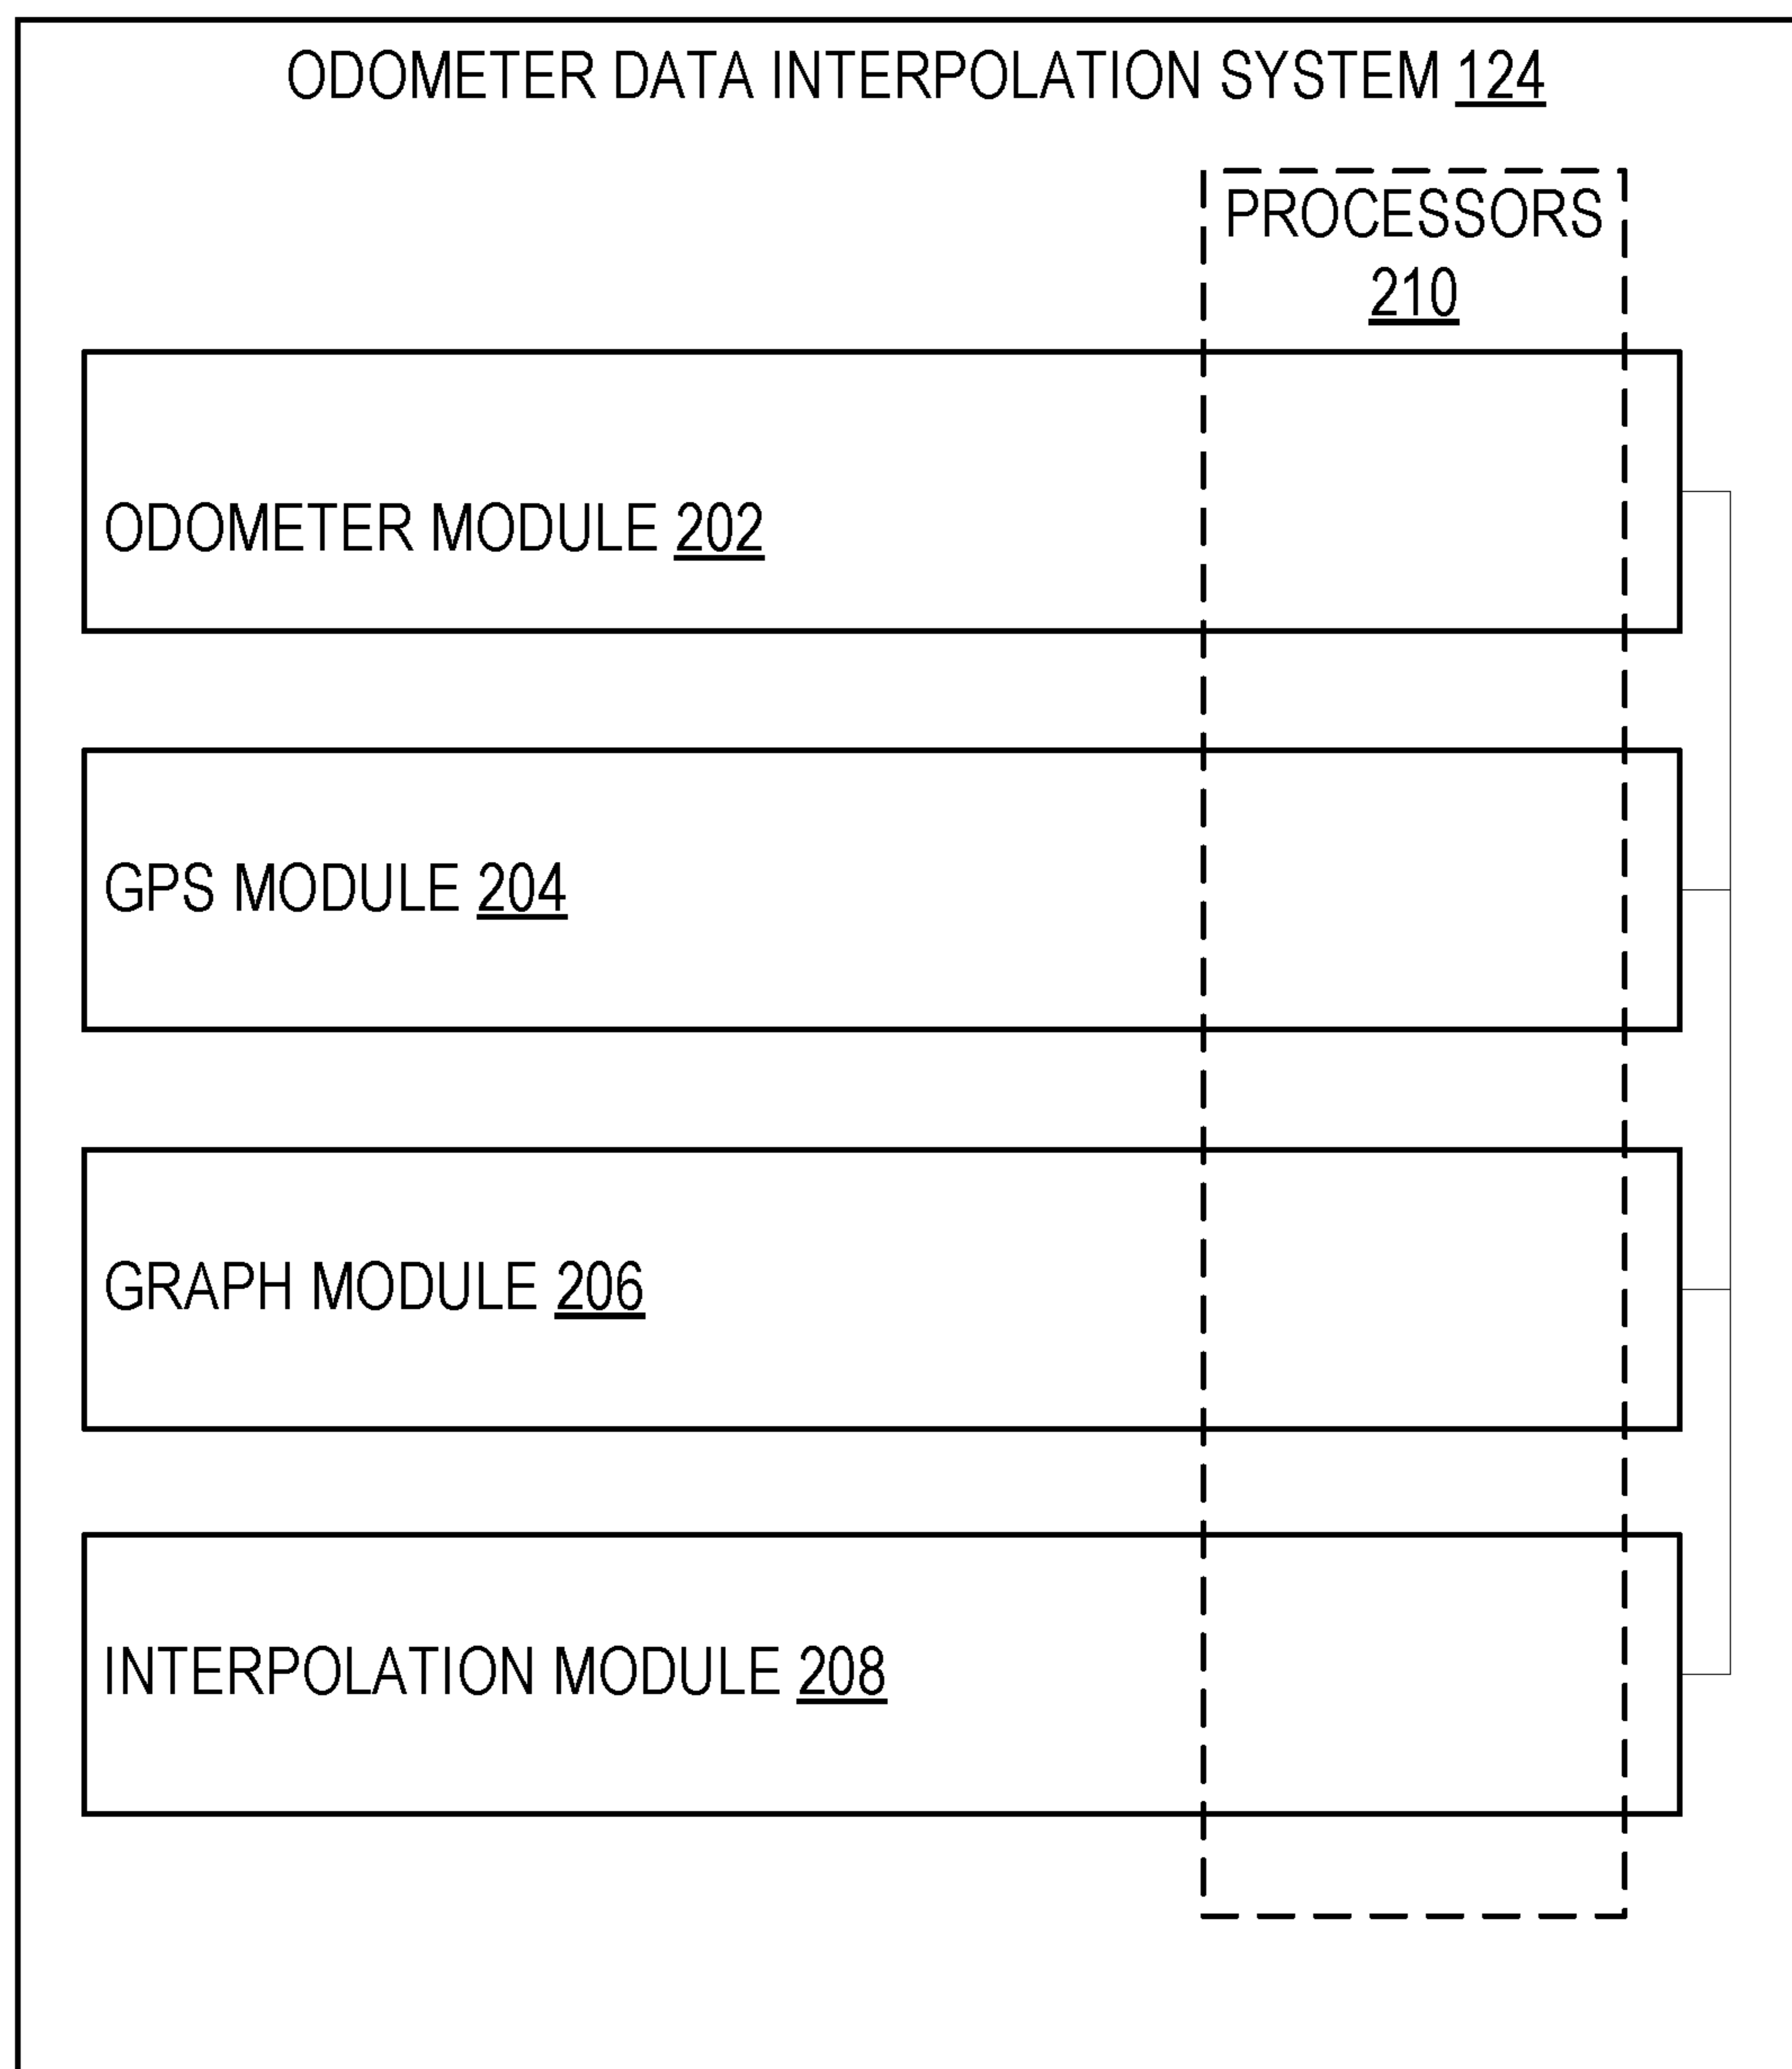 ODOMETER DATA INTERPOLATION SYSTEM 124
PROCESSORS
210
ODOMETER MODULE 202
GPS MODULE 204
GRAPH MODULE 206
INTERPOLATION MODULE 208